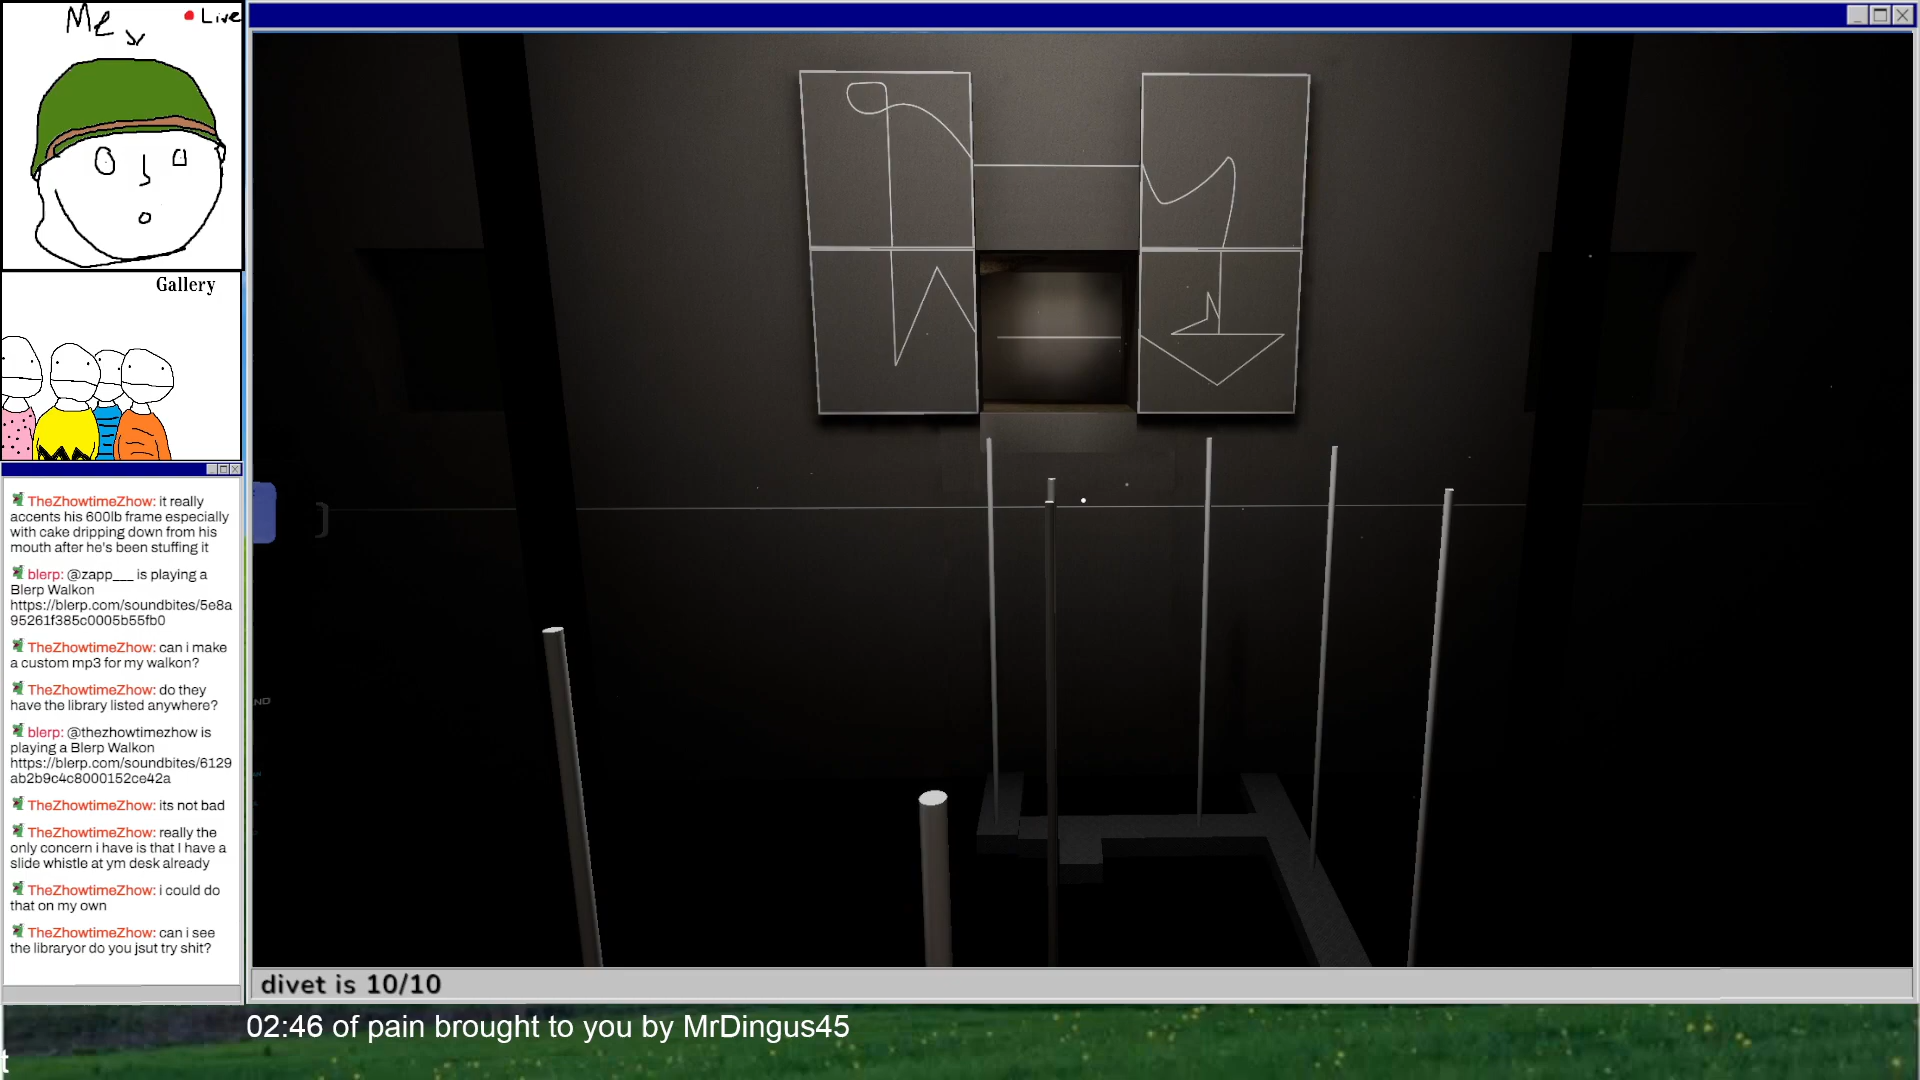 Me
Live
Gallery
TheZhowtimeZhow: it really
accents his 600lb frame especially
with cake dripping down from his
mouth after he's been stuffing it
blerp: @zapp___ is playing a
Blerp Walkon
https://blerp.com/soundbites/5e8a
95261f385c0005b55fb0
TheZhowtimeZhow: can i make
a custom mp3 for my walkon?
TheZhowtimeZhow: do they
have the library listed anywhere?
blerp: @thezhowtimezhow is
playing a Blerp Walkon
https://blerp.com/soundbites/6129
ab2b9c4c8000152ce42a
TheZhowtimeZhow: its not bad
TheZhowtimeZhow: really the
only concern i have is that I have a
slide whistle at ym desk already
TheZhowtimeZhow: i could do
that on my own
TheZhowtimeZhow: can i see
the libraryor do you jsut try shit?
divet is 10/10
02:46 of pain brought to you by MrDingus45
t